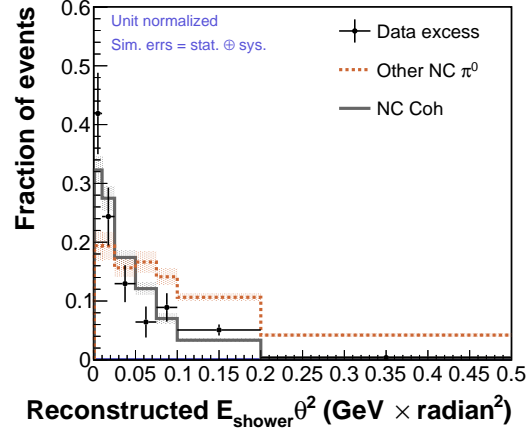 Unit normalized
Sim. errs = stat. ⊕ sys.
Data excess
Other NC π⁰
NC Coh
Fraction of events
0.6
0.5
0.4
0.3
0.2
0.1
0
0 0.05 0.1 0.15 0.2 0.25 0.3 0.35 0.4 0.45 0.5
Reconstructed E_shower θ² (GeV × radian²)